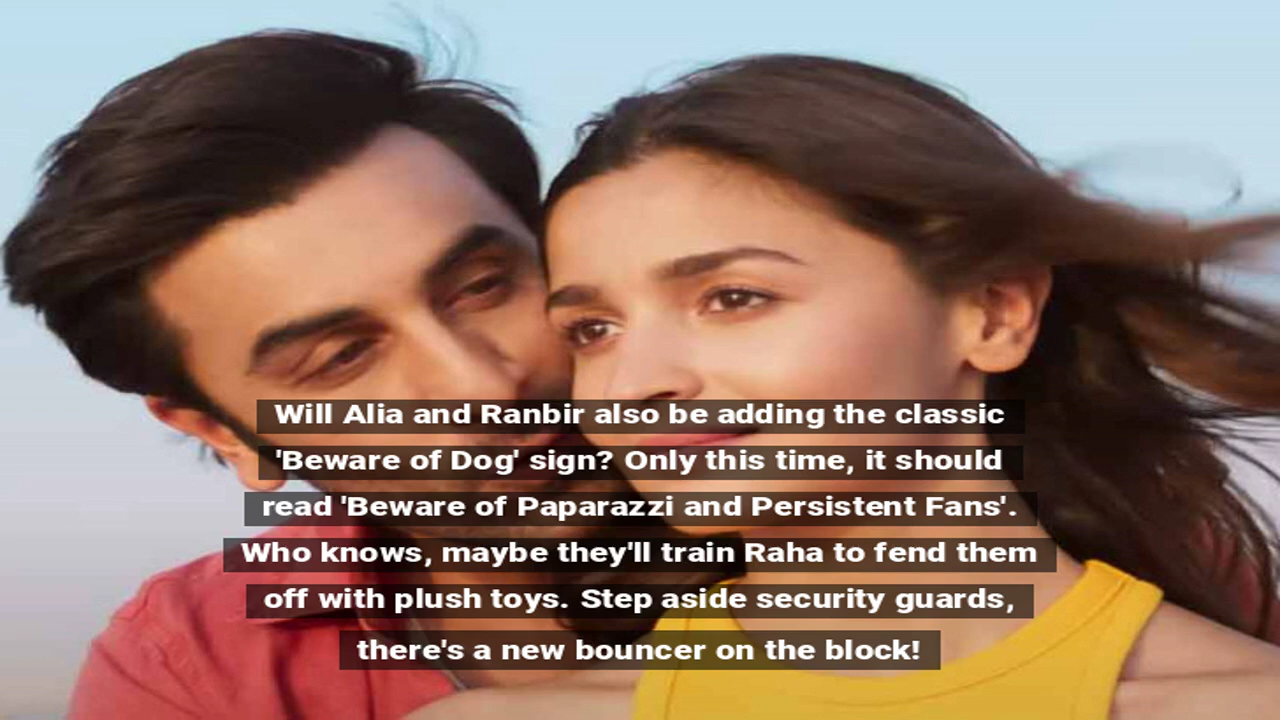 Will Alia and Ranbir also be adding the classic
'Beware of Dog' sign? Only this time, it should
read 'Beware of Paparazzi and Persistent Fans'.
Who knows, maybe they'll train Raha to fend them
off with plush toys. Step aside security guards,
there's a new bouncer on the block!